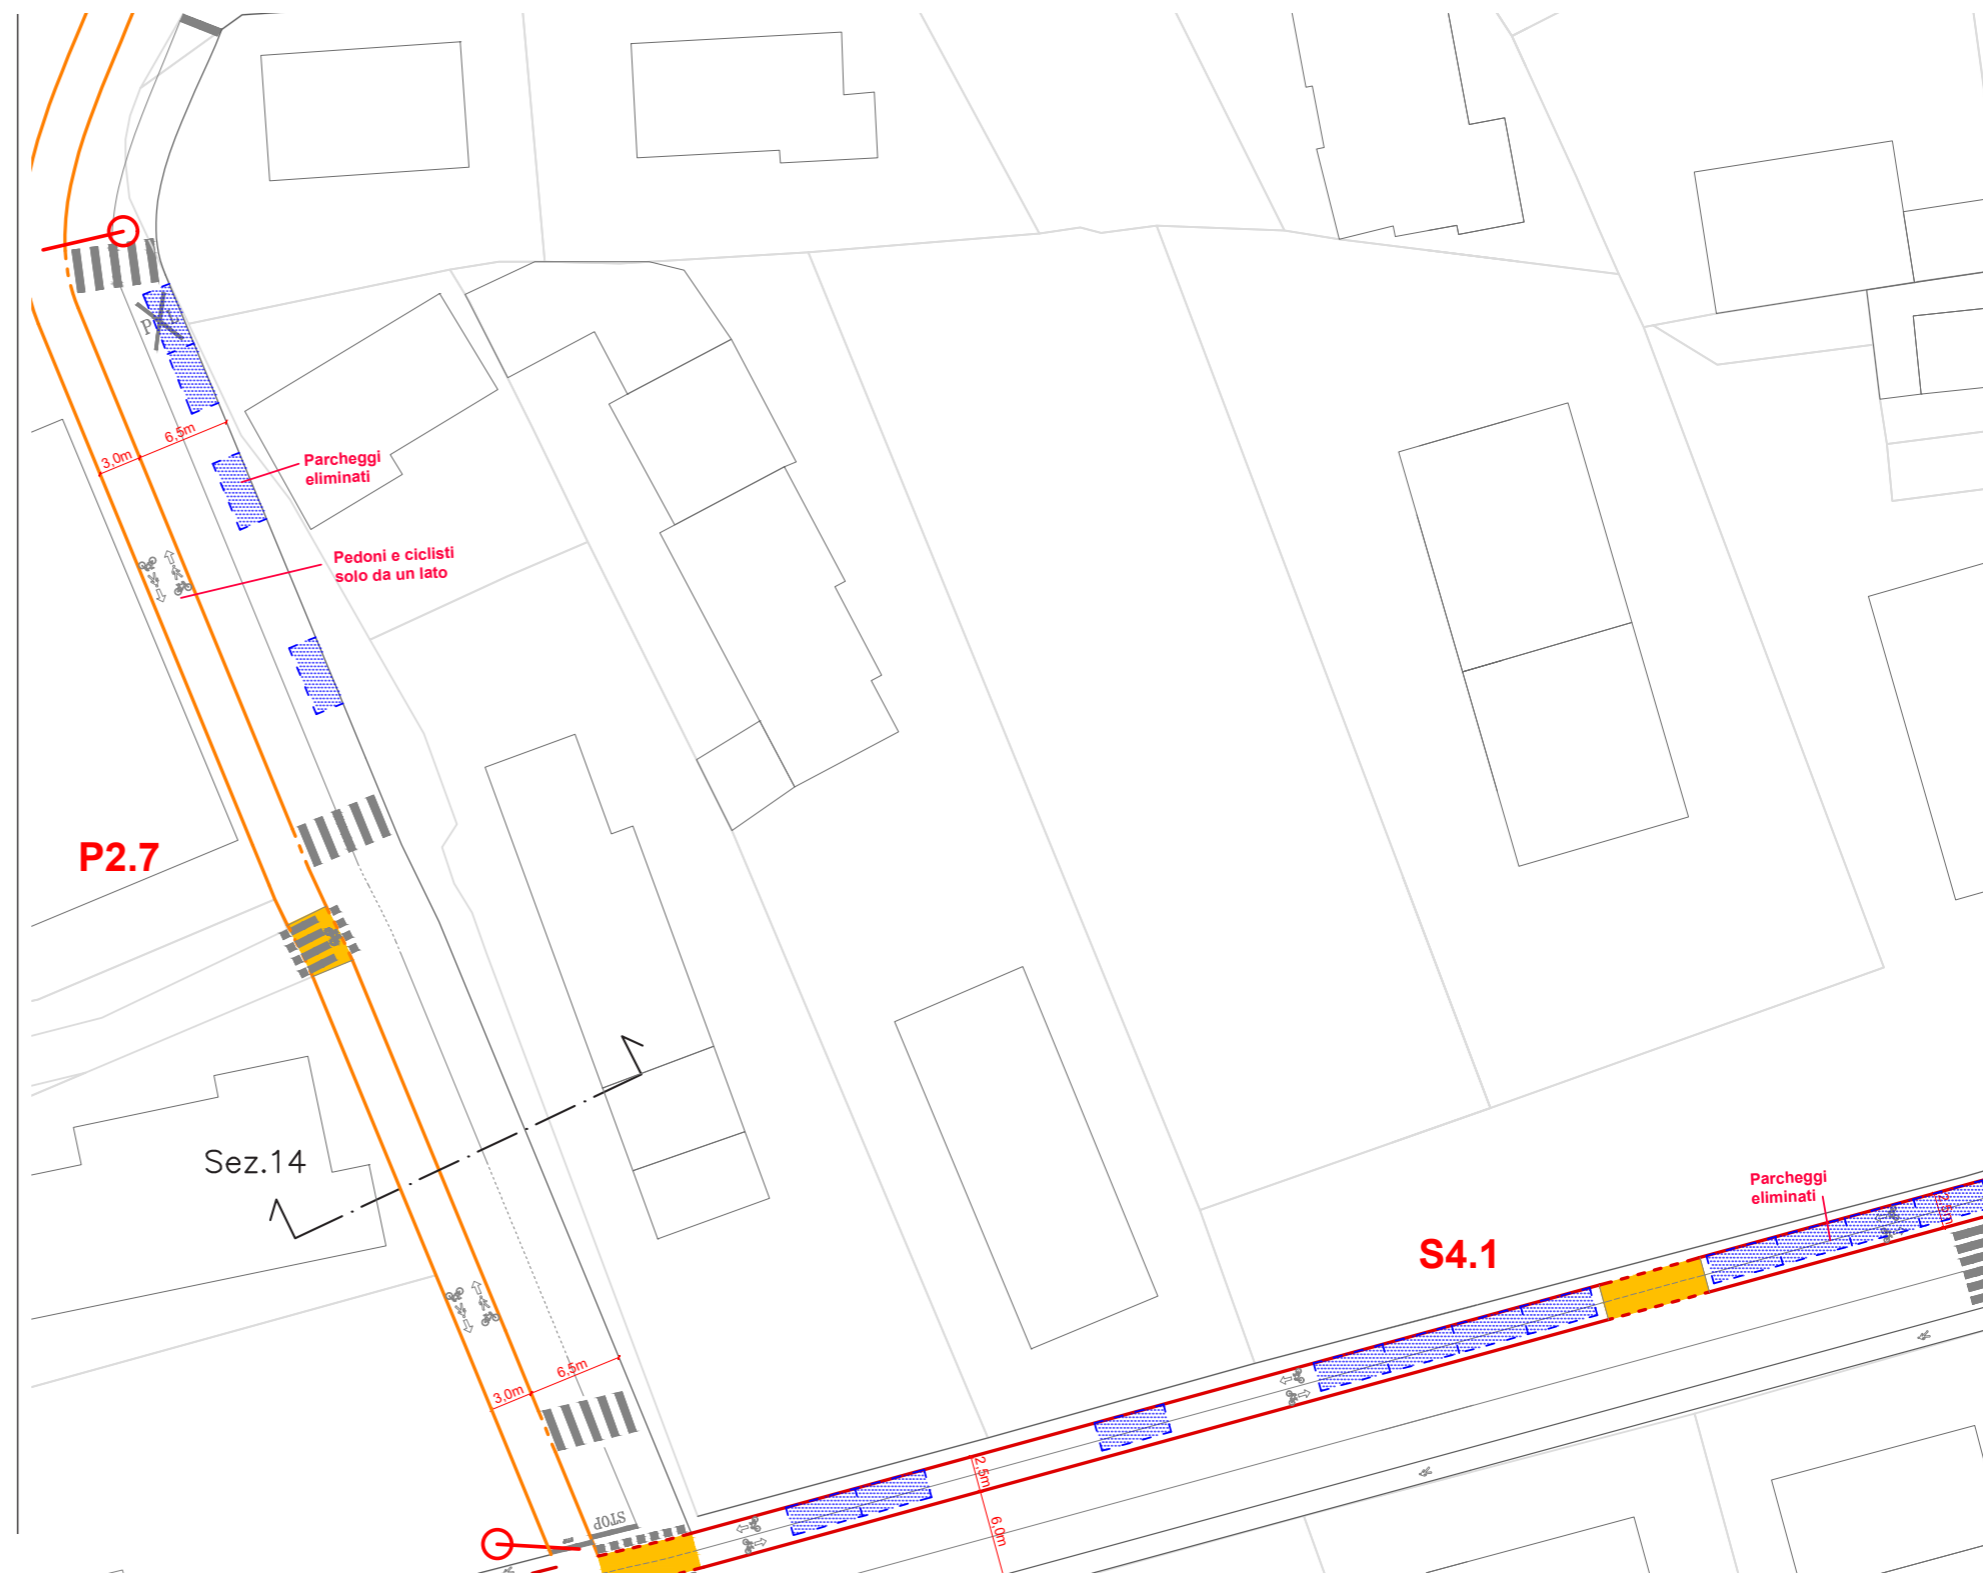 P
6,5m
3,0m
Parcheggi
eliminati
Pedoni e ciclisti
solo da un lato
P2.7
Sez.14
Parcheggi
eliminati
S4.1
6,5m
3,0m
2,5m
6,0m
STOP